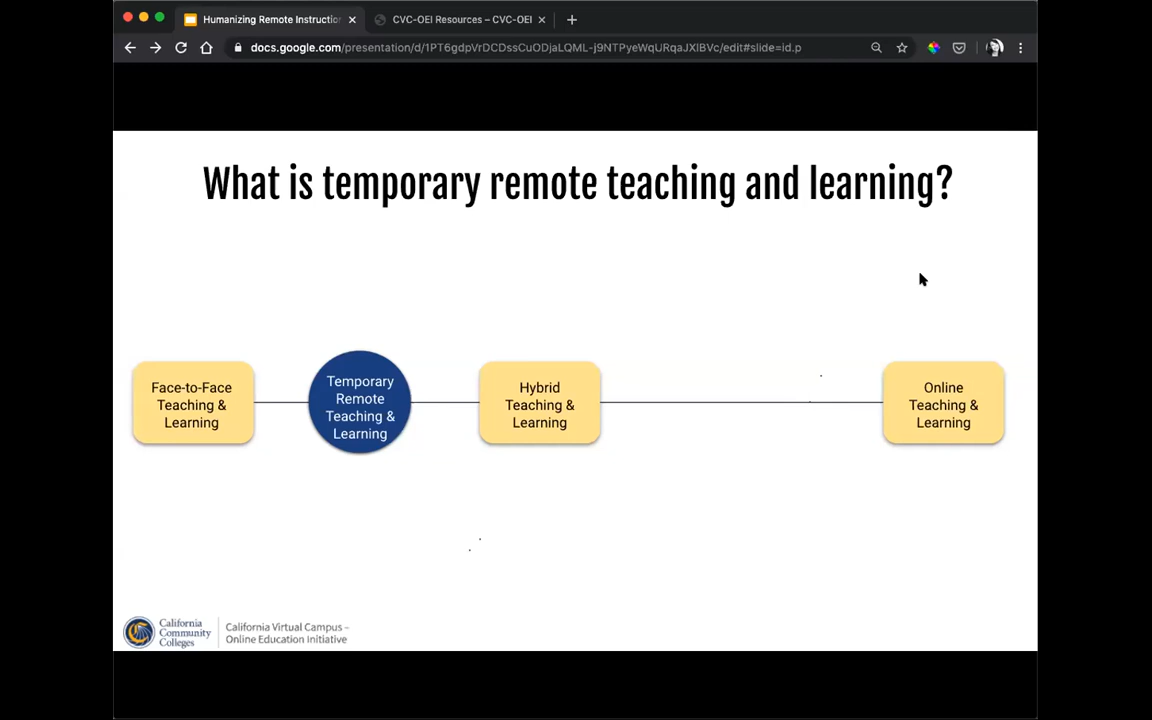 Humanizing Remote Instruction
CVC-OEI Resources – CVC-OEI
docs.google.com/presentation/d/1PT6gdpVrDCDssCuODjaLQML-j9NTPyeWqURqaJXlBVc/edit#slide=id.p
What is temporary remote teaching and learning?
Face-to-Face
Teaching &
Learning
Temporary
Remote
Teaching &
Learning
Hybrid
Teaching &
Learning
Online
Teaching &
Learning
California
Community
Colleges
California Virtual Campus –
Online Education Initiative